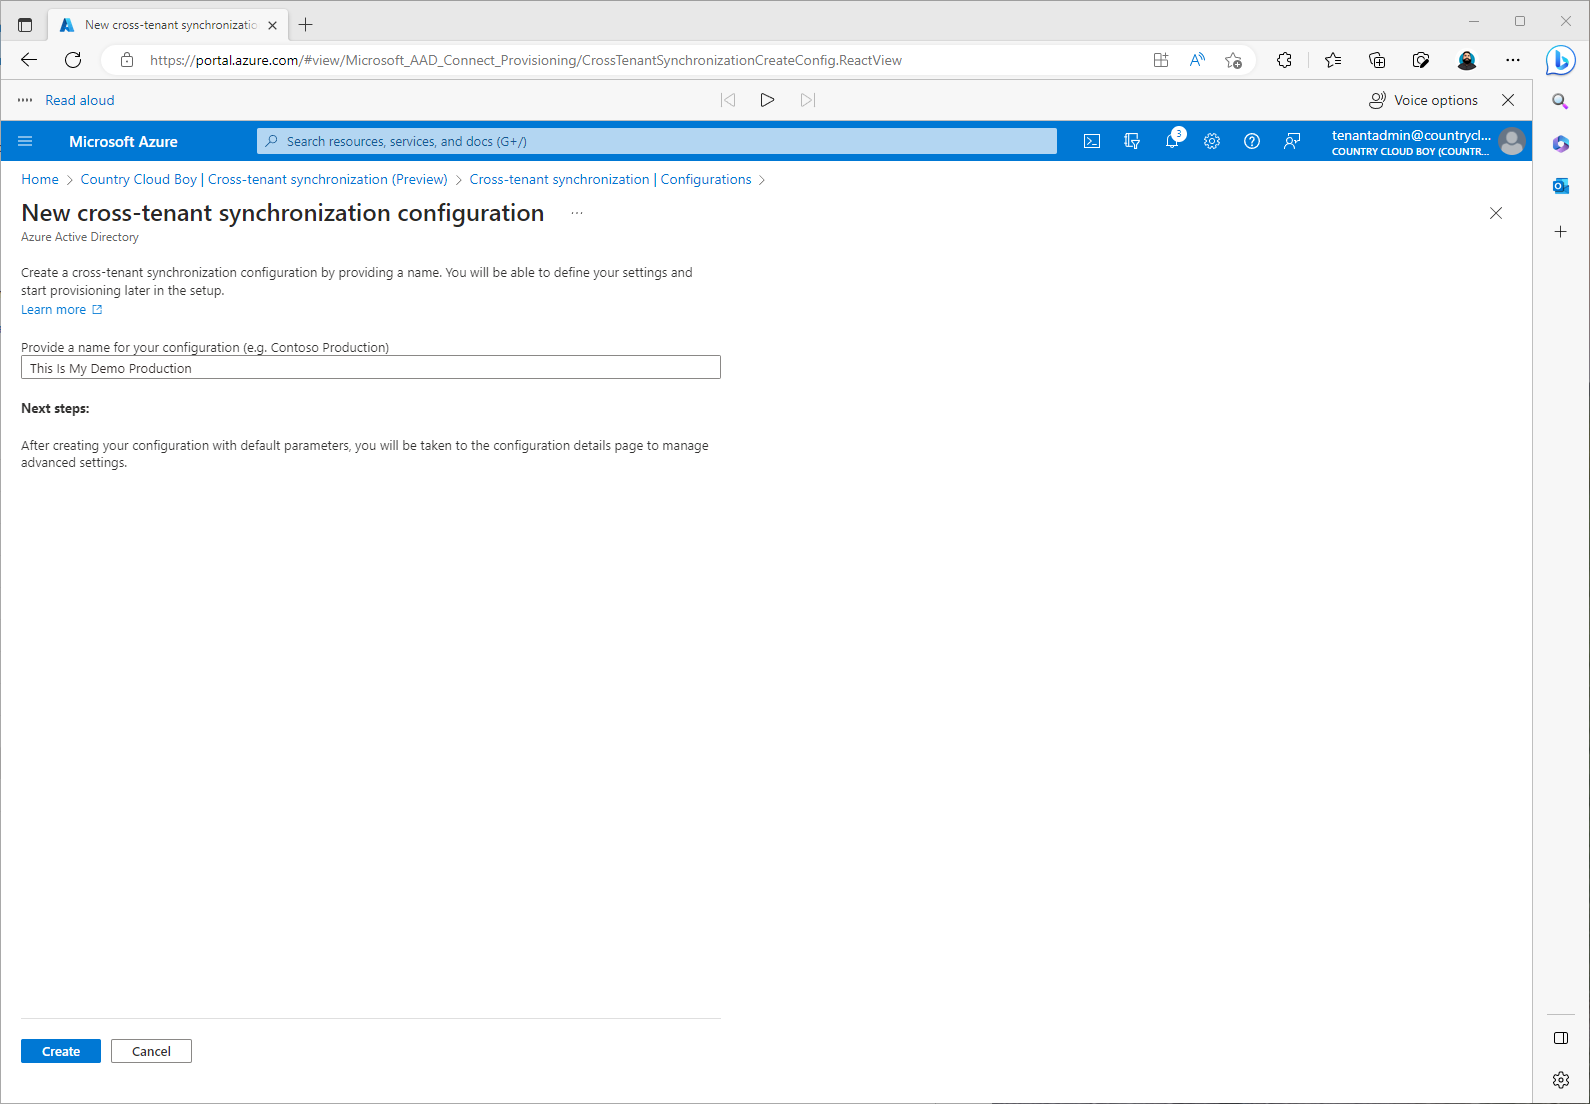 New cross-tenant synchronizatio
https://portal.azure.com/#view/Microsoft_AAD_Connect_Provisioning/CrossTenantSynchronizationCreateConfig.ReactView
Read aloud
Voice options
Microsoft Azure
Search resources, services, and docs (G+/)
3
tenantadmin@countrycl...
COUNTRY CLOUD BOY (COUNTR...
Home > Country Cloud Boy | Cross-tenant synchronization (Preview) > Cross-tenant synchronization | Configurations >
New cross-tenant synchronization configuration ...
Azure Active Directory
Create a cross-tenant synchronization configuration by providing a name. You will be able to define your settings and
start provisioning later in the setup.
Learn more
Provide a name for your configuration (e.g. Contoso Production)
This Is My Demo Production
Next steps:
After creating your configuration with default parameters, you will be taken to the configuration details page to manage
advanced settings.
Create
Cancel